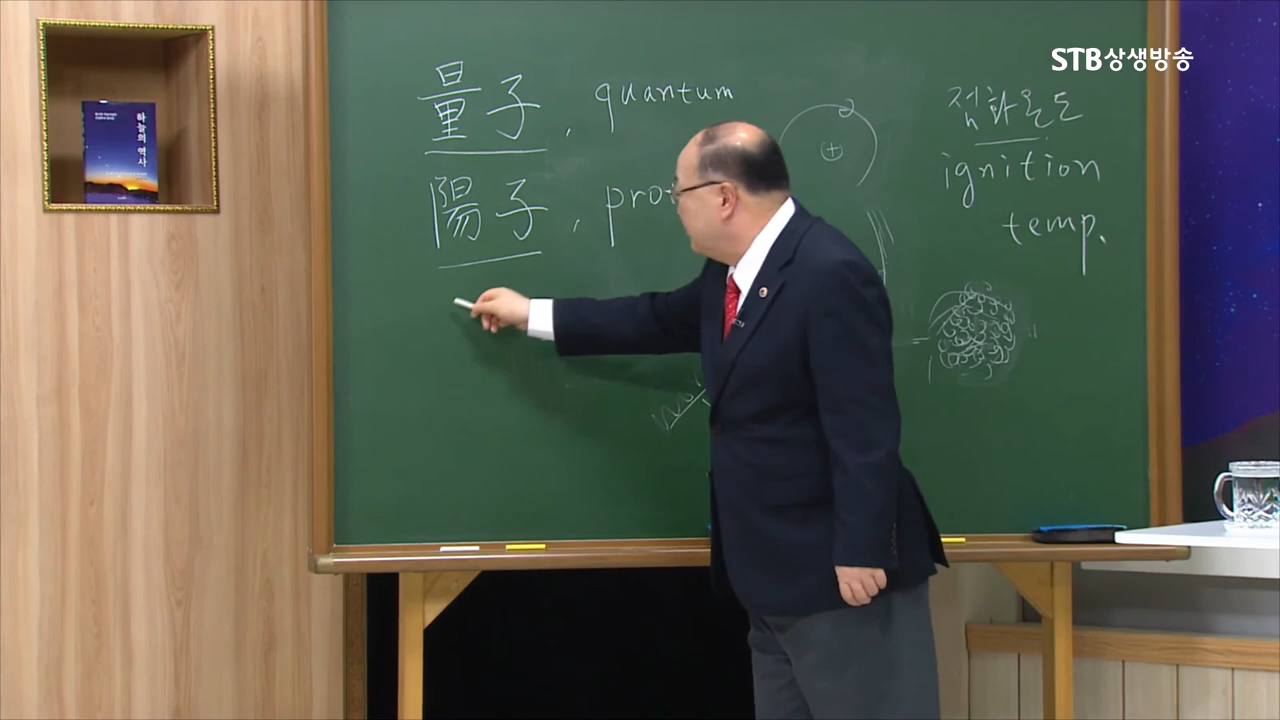 STB상생방송
量子, quantum
陽子, pro
점화온도
ignition
temp.
하늘의 역사